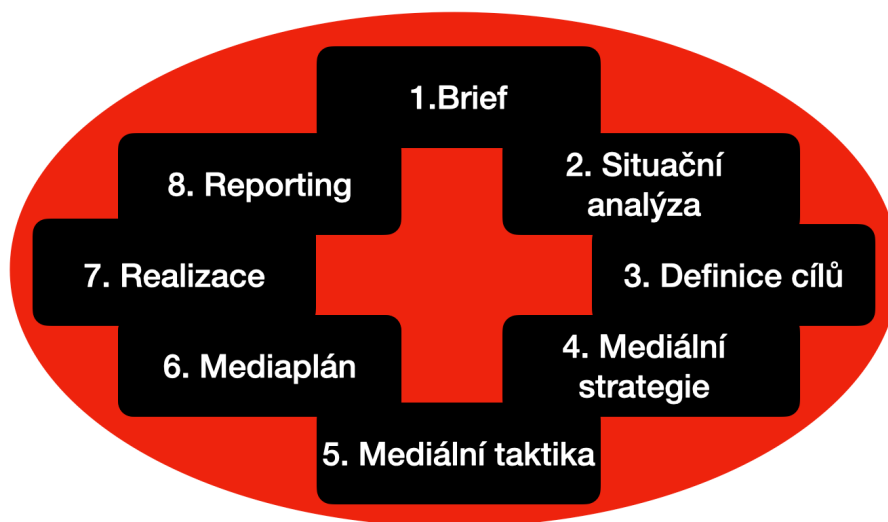 1.Brief
2. Situační
analýza
3. Definice cílů
4. Mediální
strategie
5. Mediální taktika
6. Mediaplán
7. Realizace
8. Reporting